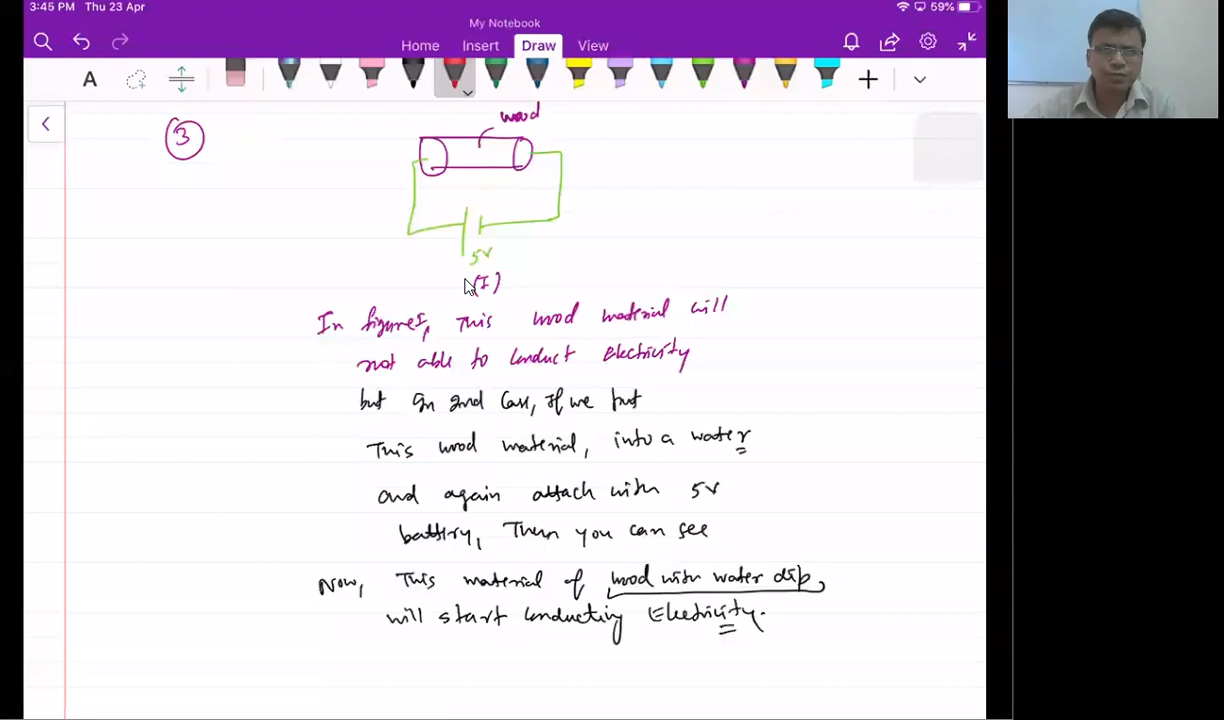 3:45 PM Thu 23 Apr
59%
My Notebook
Home Insert Draw View
A
3
wood
5V
(I)
In figureI, This wood material will
not able to conduct Electricity
but In 2nd Case, If we put
This wood material, into a water
and again attach with 5V
battery, Then you can see
Now, This material of wood with water dip,
will start conducting Electricity.